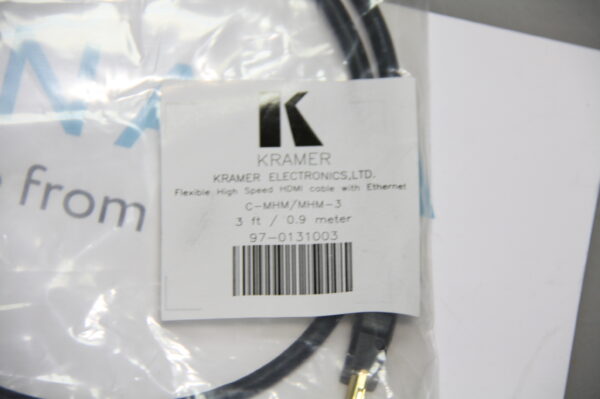 NA
from
K
KRAMER
KRAMER ELECTRONICS,LTD.
Flexible High Speed HDMI cable with Ethernet
C-MHM/MHM-3
3 ft / 0.9 meter
97-0131003